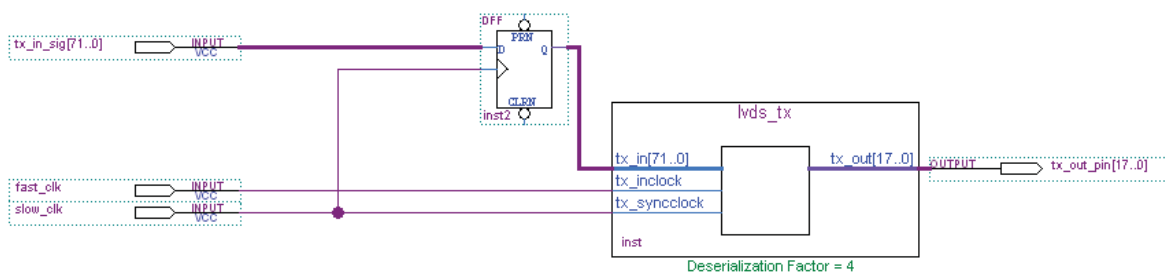 DFF
tx_in_sig[71..0] INPUT VCC
PRN
D Q
CLRN
inst2
lvds_tx
tx_in[71..0] tx_out[17..0]
OUTPUT tx_out_pin[17..0]
fast_clk INPUT VCC
tx_inclock
slow_clk INPUT VCC
tx_syncclock
inst
Deserialization Factor = 4